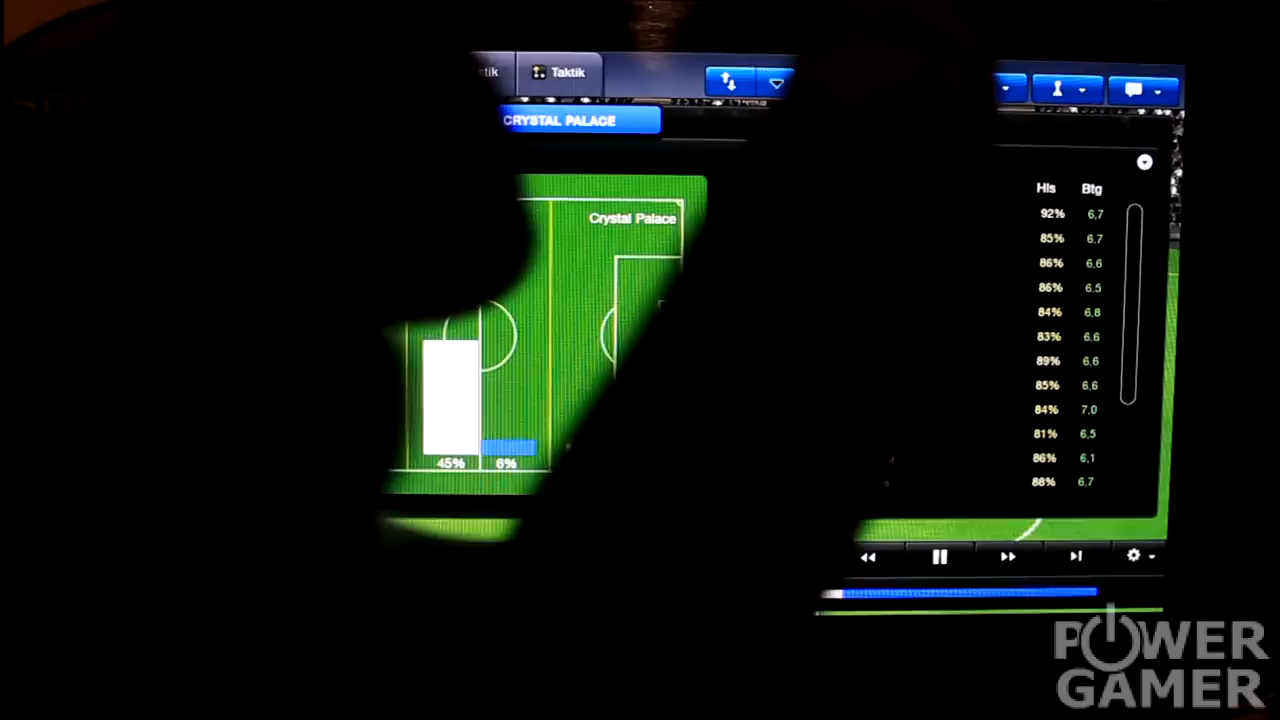 stik
Taktik
CRYSTAL PALACE
Crystal Palace
Hls Btg
92% 6,7
85% 6,7
86% 6,6
86% 6,5
84% 6,8
83% 6,6
89% 6,6
85% 6,6
84% 7,0
81% 6,5
86% 6,1
88% 6,7
45% 6%
POWER
GAMER